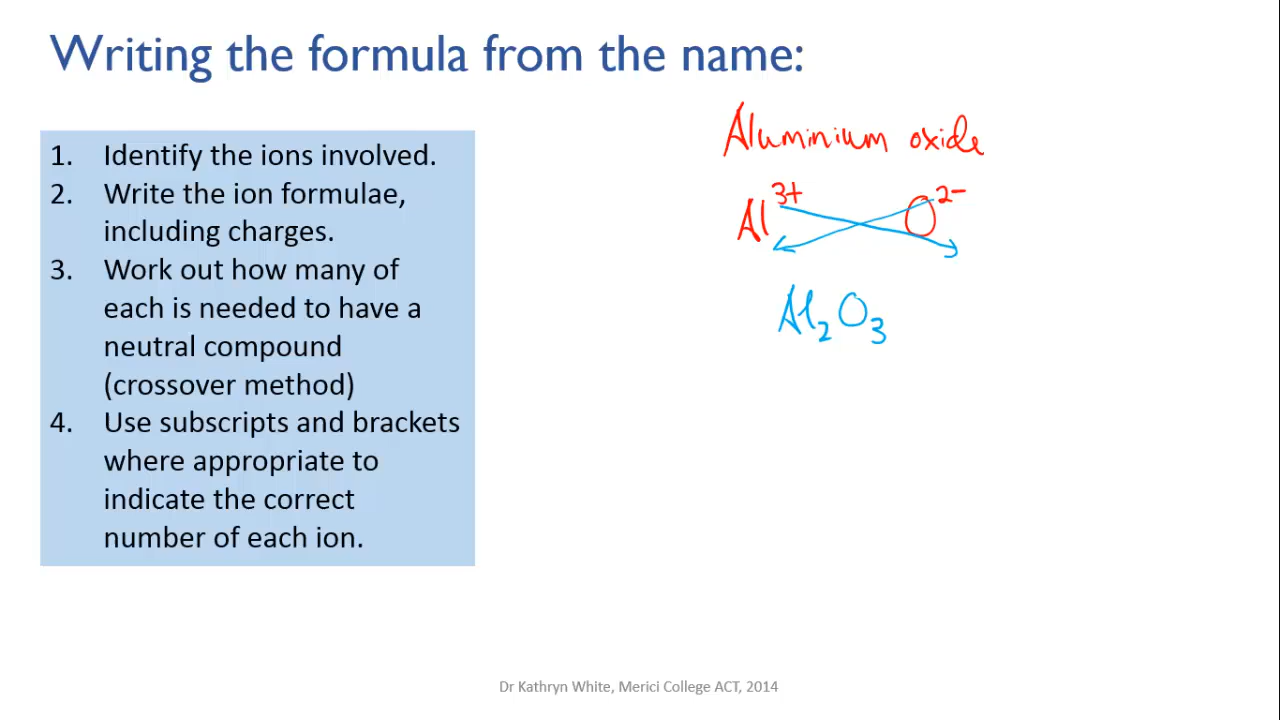 Writing the formula from the name:
1. Identify the ions involved.
2. Write the ion formulae,
including charges.
3. Work out how many of
each is needed to have a
neutral compound
(crossover method)
4. Use subscripts and brackets
where appropriate to
indicate the correct
number of each ion.
Aluminium oxide
Al³⁺ O²⁻
Al₂O₃
Dr Kathryn White, Merici College ACT, 2014